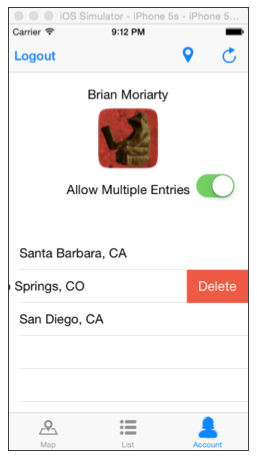 iOS Simulator - iPhone 5s - iPhone 5...
Carrier 9:12 PM
Logout
Brian Moriarty
Allow Multiple Entries
Santa Barbara, CA
Springs, CO Delete
San Diego, CA
Map List Account